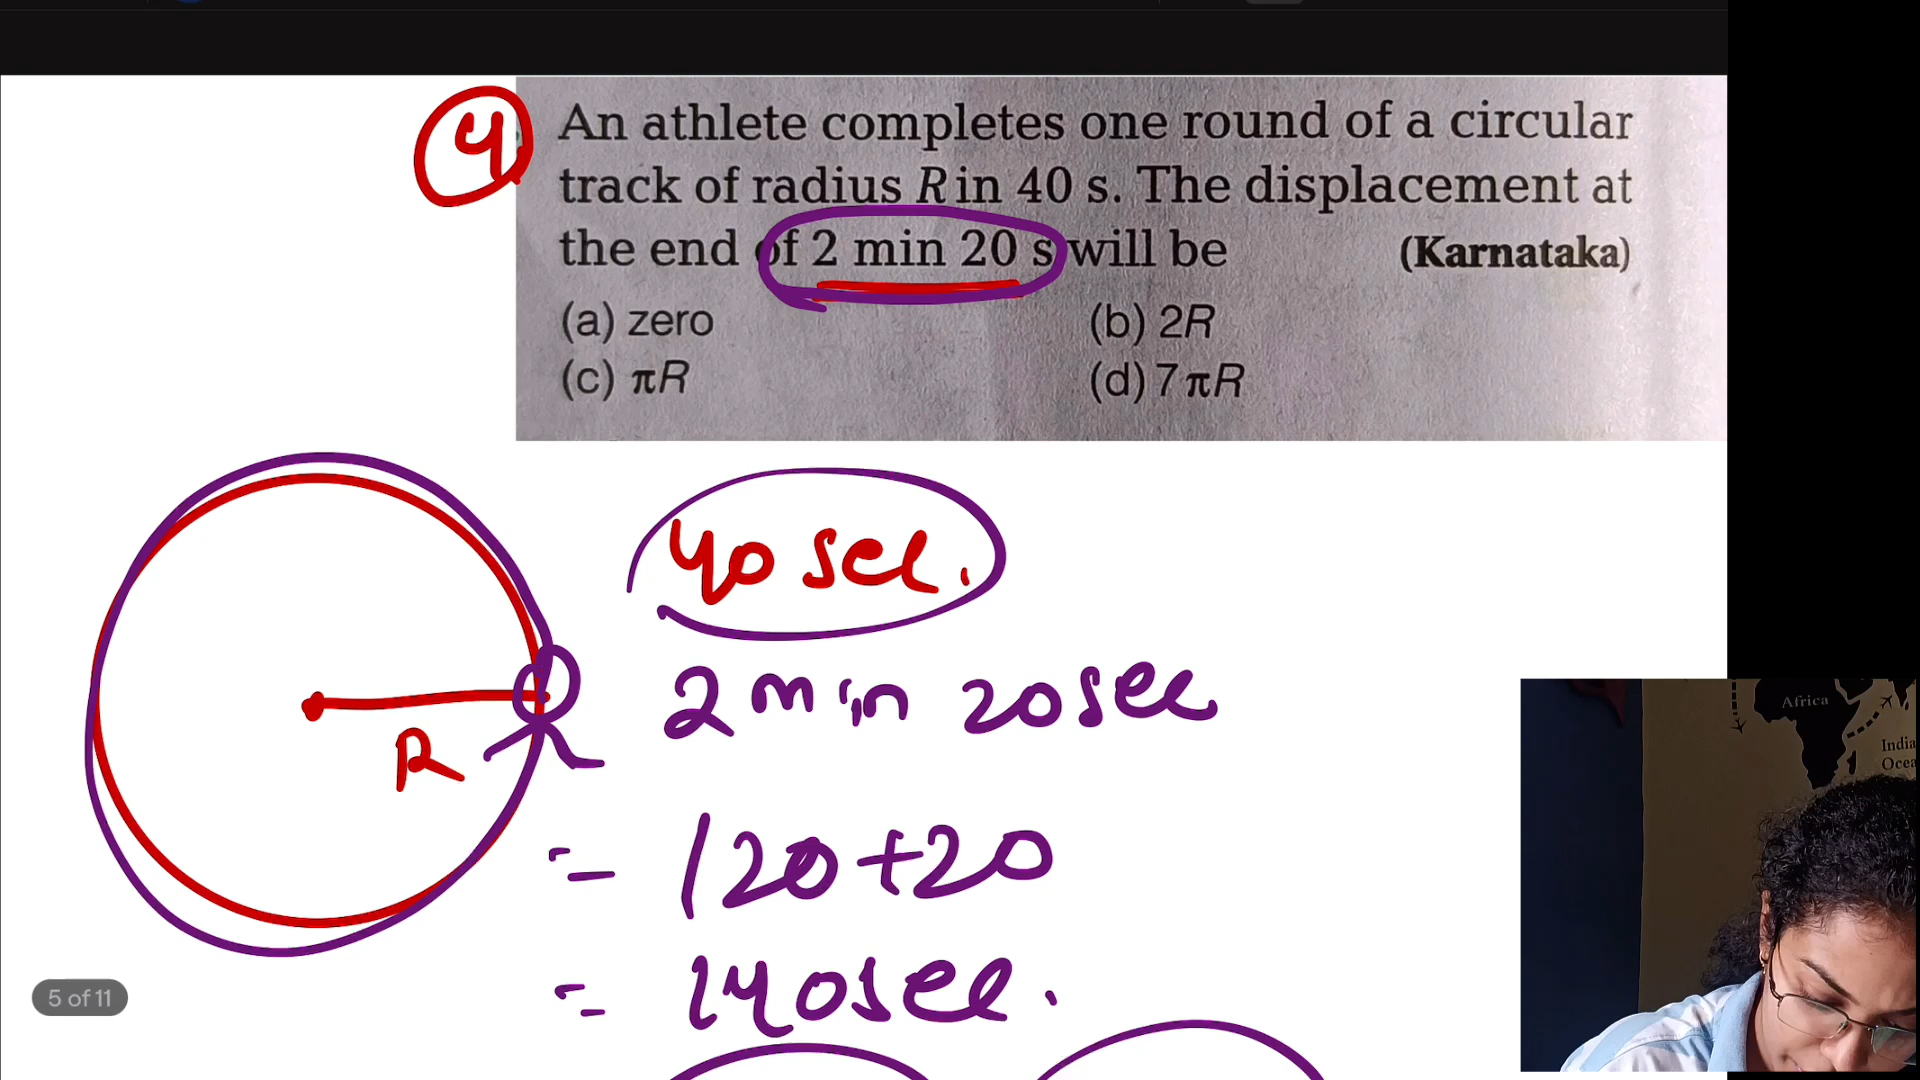 4
An athlete completes one round of a circular
track of radius R in 40 s. The displacement at
the end of 2 min 20 s will be (Karnataka)
(a) zero (b) 2R
(c) πR (d) 7πR
40 sec.
2 min 20 sec
R
= 120+20
= 140 sec.
5 of 11
Africa
India